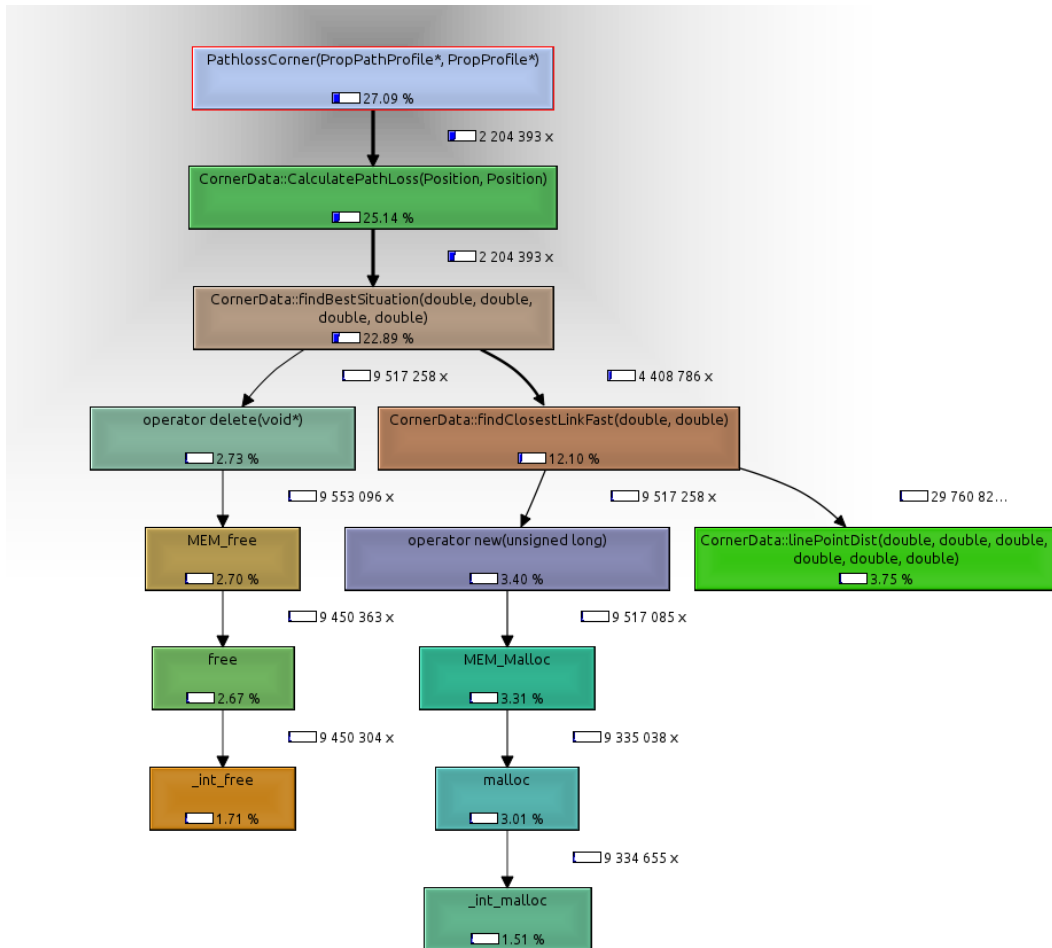 PathlossCorner(PropPathProfile*, PropProfile*)
27.09 %
2 204 393 x
CornerData::CalculatePathLoss(Position, Position)
25.14 %
2 204 393 x
CornerData::findBestSituation(double, double,
double, double)
22.89 %
9 517 258 x
4 408 786 x
operator delete(void*)
2.73 %
CornerData::findClosestLinkFast(double, double)
12.10 %
9 553 096 x
9 517 258 x
29 760 82...
MEM_free
2.70 %
operator new(unsigned long)
3.40 %
CornerData::linePointDist(double, double, double,
double, double, double)
3.75 %
9 450 363 x
9 517 085 x
free
2.67 %
MEM_Malloc
3.31 %
9 450 304 x
9 335 038 x
_int_free
1.71 %
malloc
3.01 %
9 334 655 x
_int_malloc
1.51 %